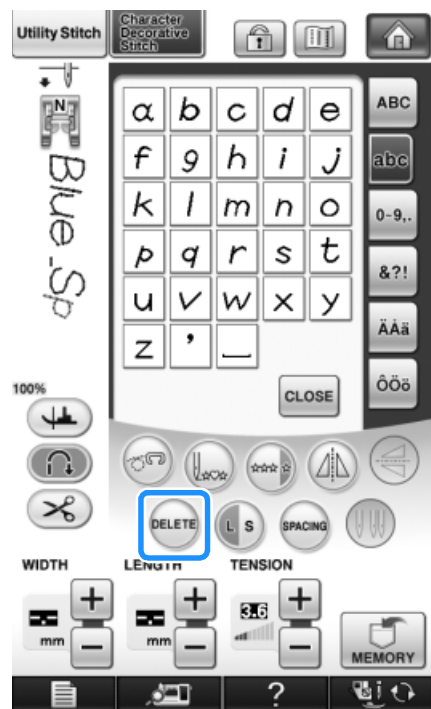 Utility Stitch
Character
Decorative
Stitch
N
Blue_Sp
a b c d e
f g h i j
k l m n o
p q r s t
u v w x y
z ' _
CLOSE
ABC
abc
0-9,.
&?!
ÄÅä
ÔÖö
100%
DELETE
L S
SPACING
WIDTH
LENGTH
TENSION
mm
mm
3.6
MEMORY
?